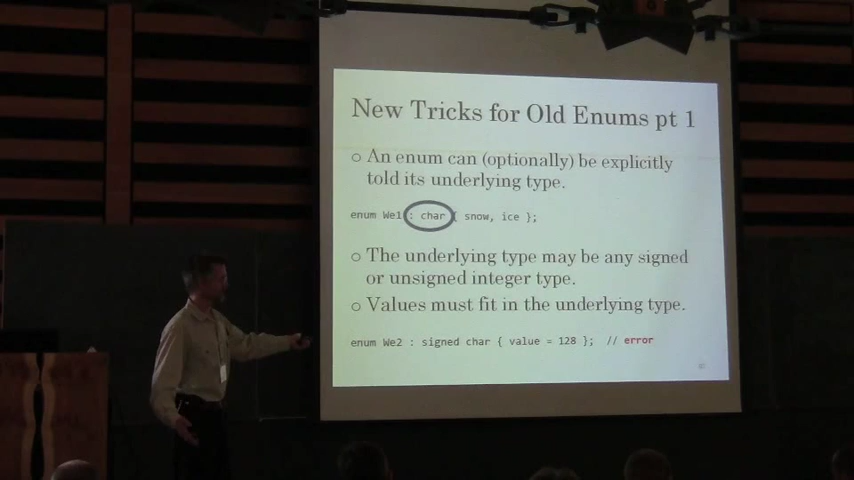 New Tricks for Old Enums pt 1
○ An enum can (optionally) be explicitly
told its underlying type.
enum We1 : char { snow, ice };
○ The underlying type may be any signed
or unsigned integer type.
○ Values must fit in the underlying type.
enum We2 : signed char { value = 128 }; // error